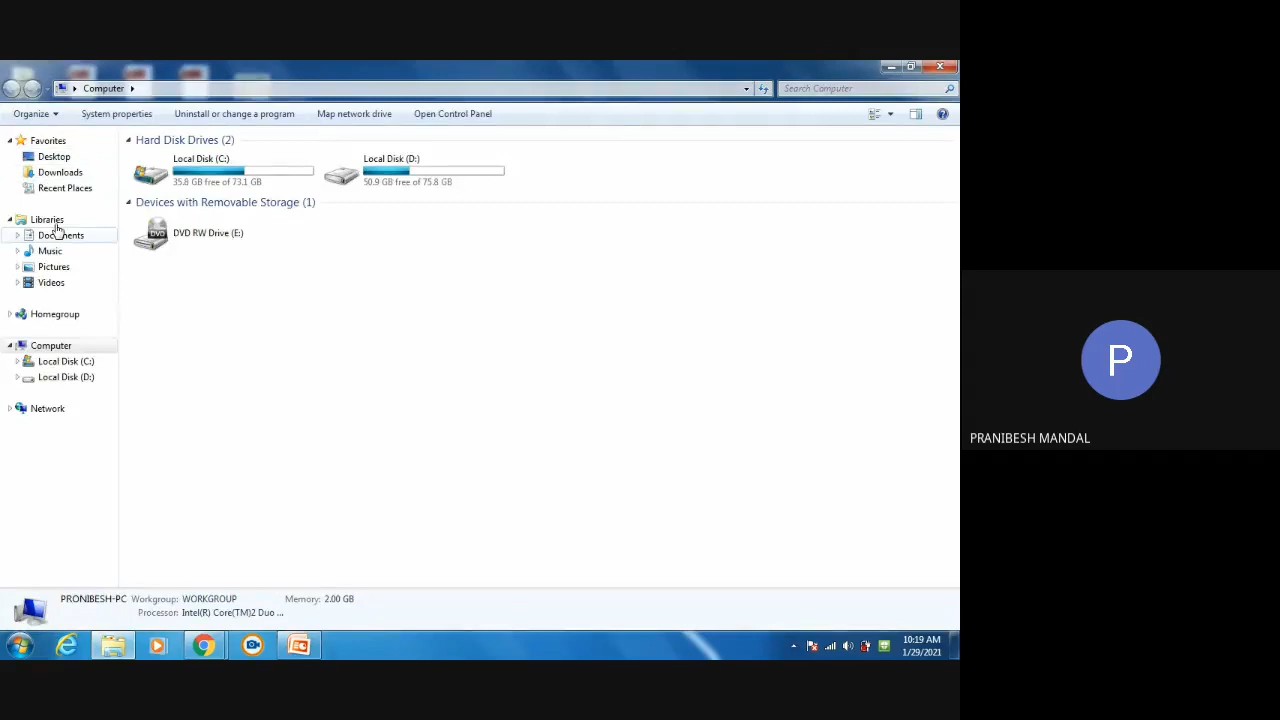 Computer
Search Computer
Organize
System properties
Uninstall or change a program
Map network drive
Open Control Panel
Favorites
Desktop
Downloads
Recent Places
Libraries
Documents
Music
Pictures
Videos
Homegroup
Computer
Local Disk (C:)
Local Disk (D:)
Network
Hard Disk Drives (2)
Local Disk (C:)
35.8 GB free of 73.1 GB
Local Disk (D:)
50.9 GB free of 75.8 GB
Devices with Removable Storage (1)
DVD
DVD RW Drive (E:)
PRONIBESH-PC Workgroup: WORKGROUP Memory: 2.00 GB
Processor: Intel(R) Core(TM)2 Duo ...
10:19 AM
1/29/2021
P
PRANIBESH MANDAL